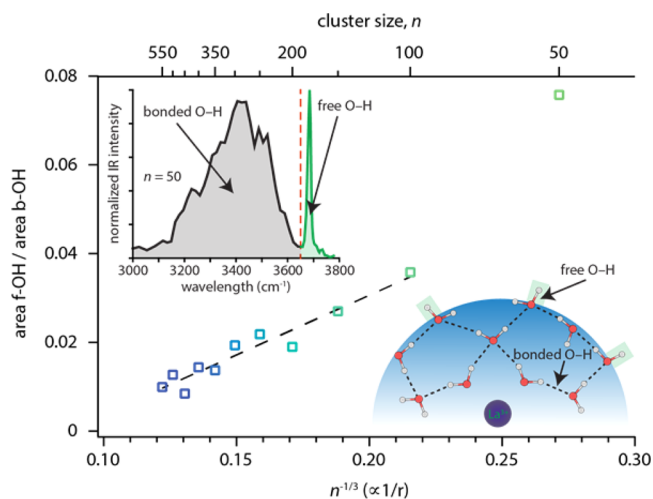 cluster size, n
550 350 200 100 50
0.08
0.06
0.04
0.02
0
area f-OH / area b-OH
normalized IR intensity
bonded O–H
free O–H
n = 50
3000 3200 3400 3600 3800
wavelength (cm⁻¹)
free O–H
bonded O–H
La³⁺
0.10 0.15 0.20 0.25 0.30
n⁻¹ᐟ³ (∝1/r)